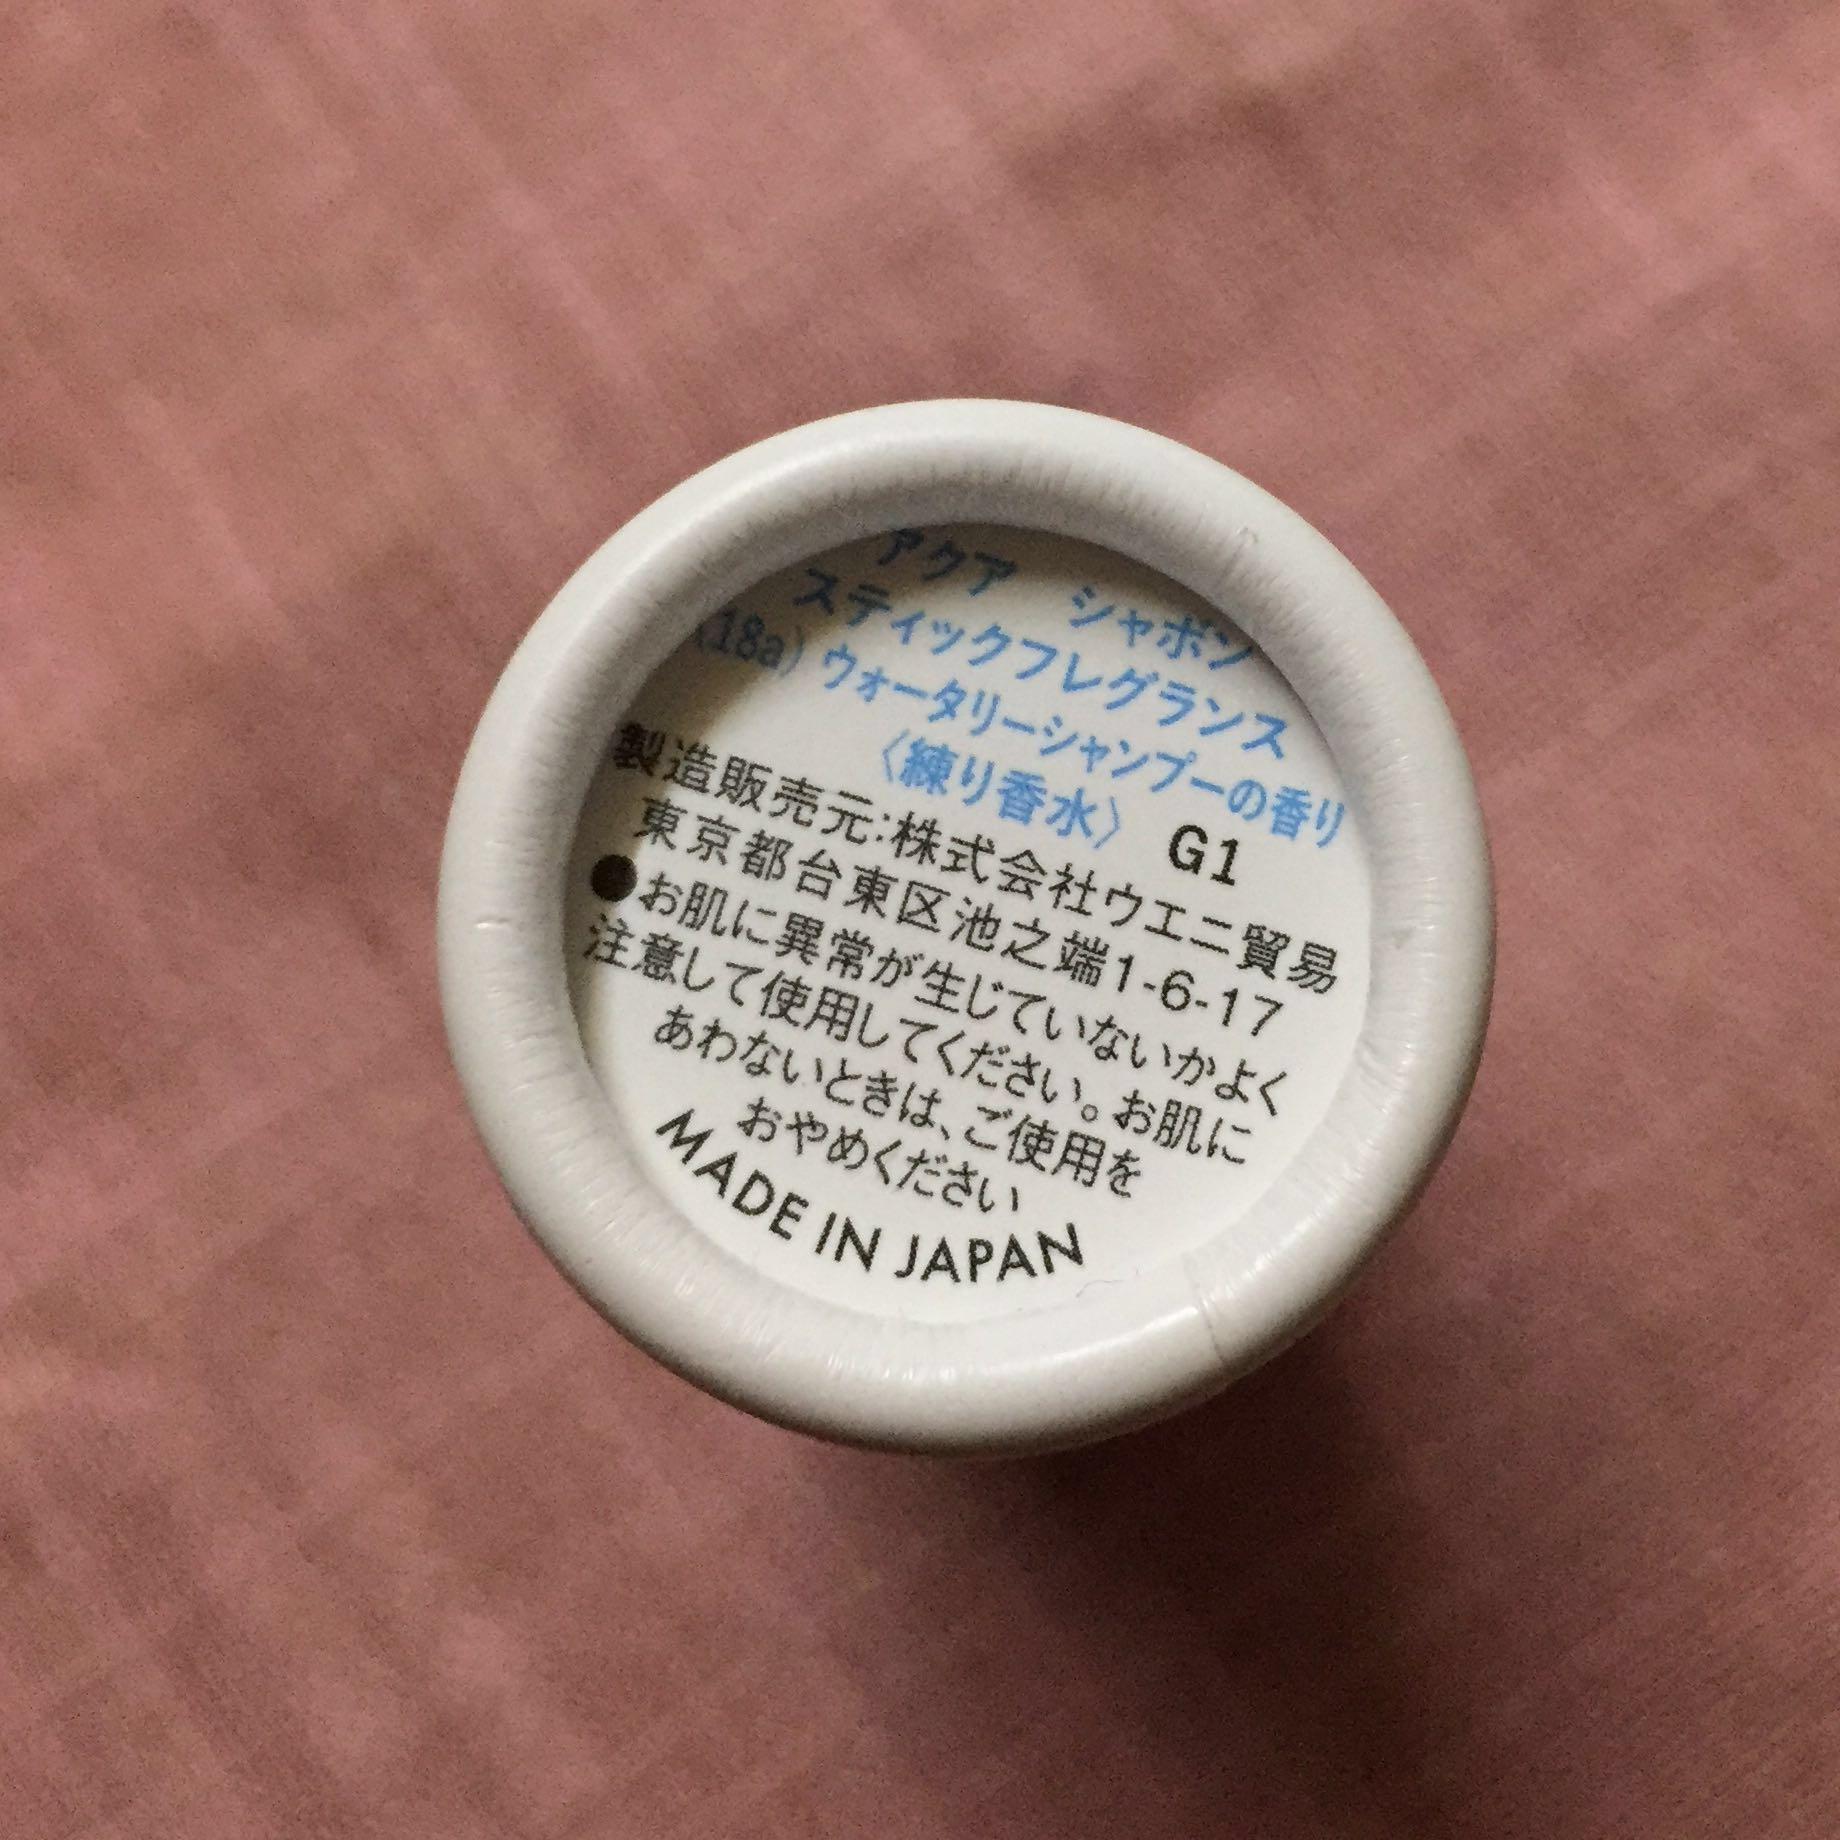 アクア シャボン
スティックフレグランス
(18a) ウォータリーシャンプーの香り
〈練り香水〉 G1
製造販売元:株式会社ウエニ貿易
東京都台東区池之端1-6-17
●お肌に異常が生じていないかよく
注意して使用してください。お肌に
あわないときは、ご使用を
おやめください
MADE IN JAPAN